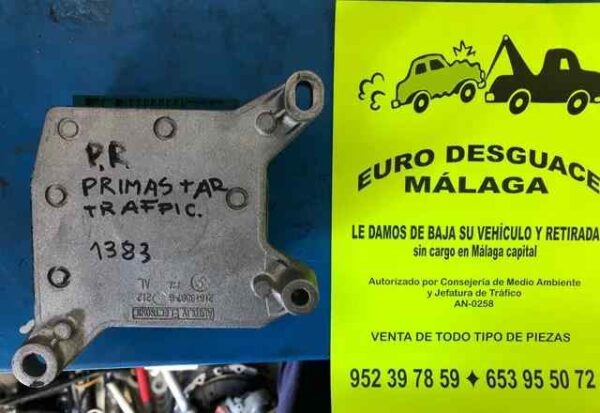 P.R
PRIMASTAR
TRAFFIC.
1383
AL
7212
EURO DESGUACE
MÁLAGA
LE DAMOS DE BAJA SU VEHÍCULO Y RETIRADA
sin cargo en Málaga capital
Autorizado por Consejería de Medio Ambiente
y Jefatura de Tráfico
AN-0258
VENTA DE TODO TIPO DE PIEZAS
952 39 78 59 ✦ 653 95 50 72